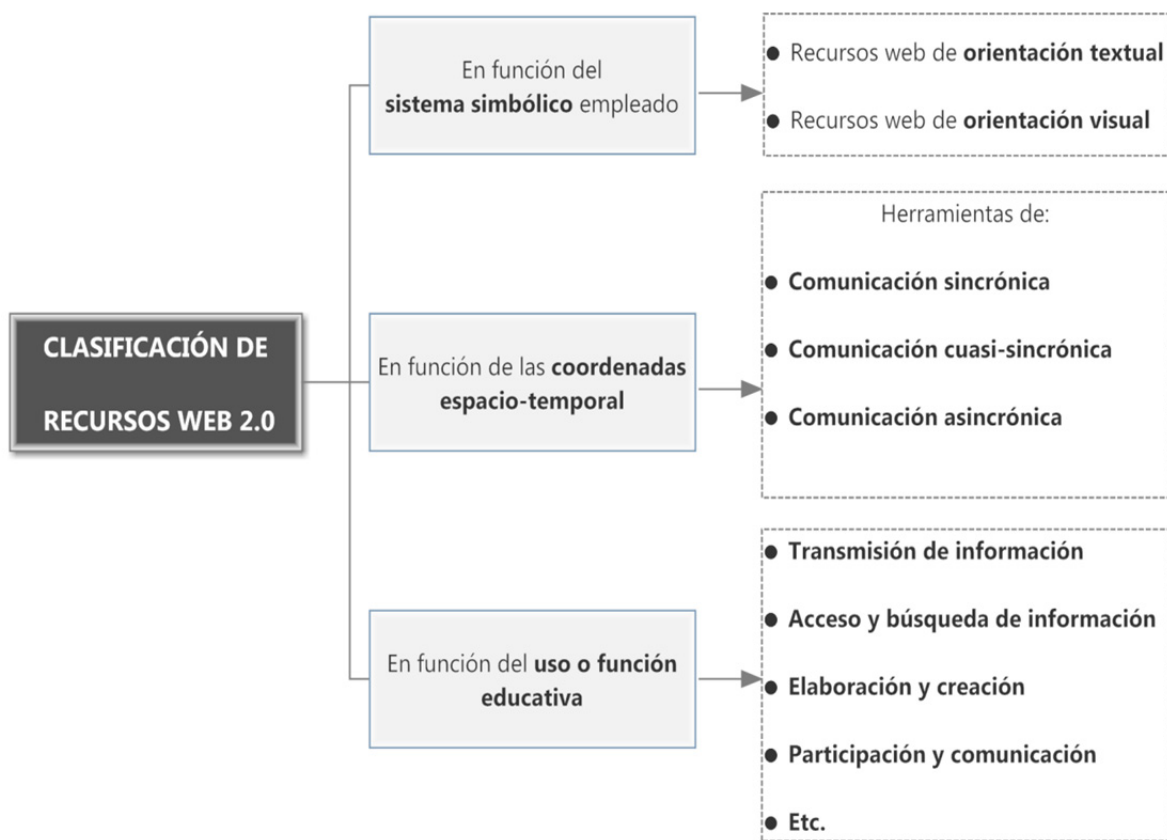 CLASIFICACIÓN DE
RECURSOS WEB 2.0
En función del
sistema simbólico empleado
● Recursos web de orientación textual
● Recursos web de orientación visual
En función de las coordenadas
espacio-temporal
Herramientas de:
● Comunicación sincrónica
● Comunicación cuasi-sincrónica
● Comunicación asincrónica
En función del uso o función
educativa
● Transmisión de información
● Acceso y búsqueda de información
● Elaboración y creación
● Participación y comunicación
● Etc.